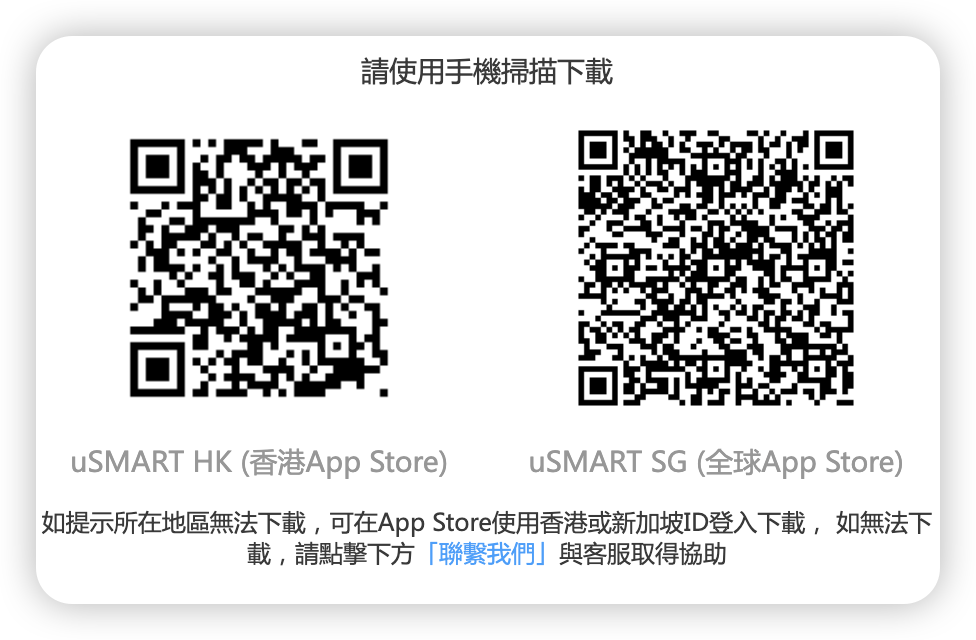 請使用手機掃描下載
uSMART HK (香港App Store)
uSMART SG (全球App Store)
如提示所在地區無法下載，可在App Store使用香港或新加坡ID登入下載， 如無法下
載，請點擊下方「聯繫我們」與客服取得協助